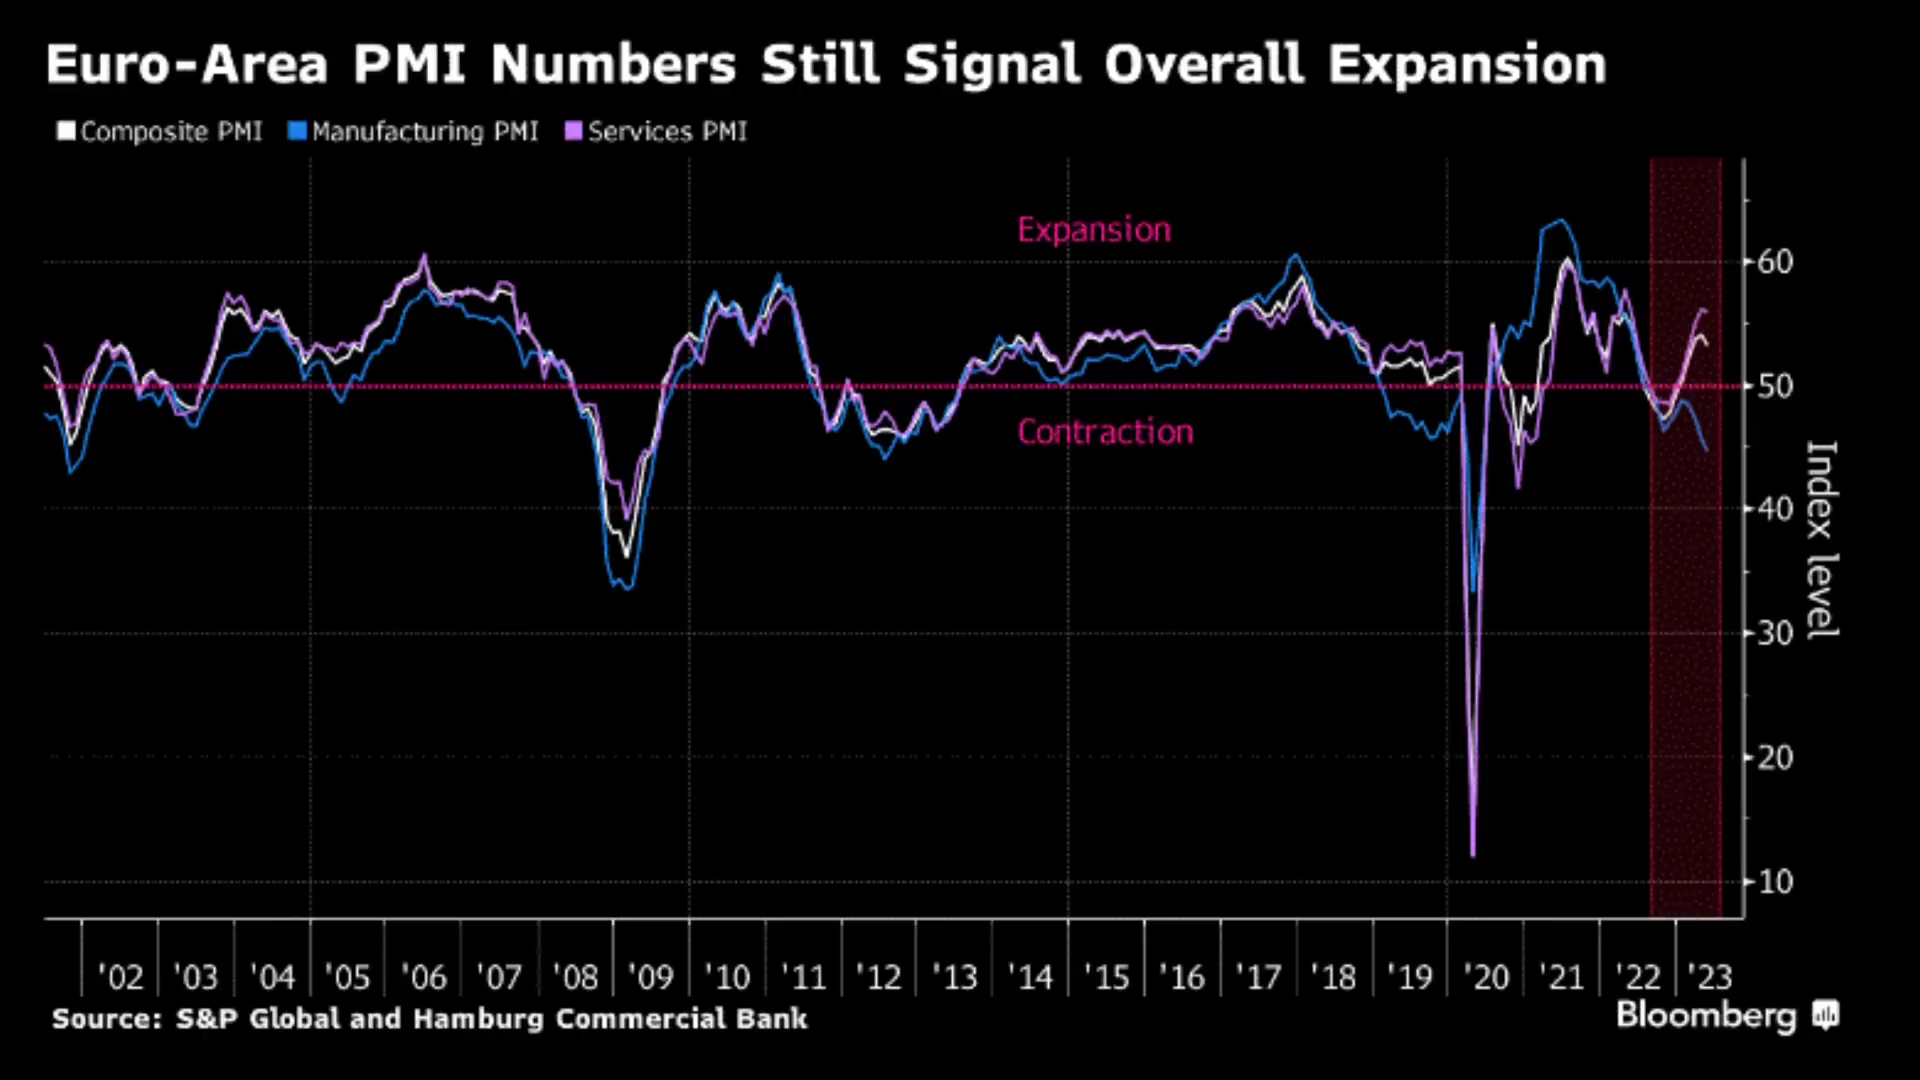 Euro-Area PMI Numbers Still Signal Overall Expansion
Composite PMI Manufacturing PMI Services PMI
Expansion
Contraction
60
50
40
30
20
10
Index level
'02 '03 '04 '05 '06 '07 '08 '09 '10 '11 '12 '13 '14 '15 '16 '17 '18 '19 '20 '21 '22 '23
Source: S&P Global and Hamburg Commercial Bank
Bloomberg